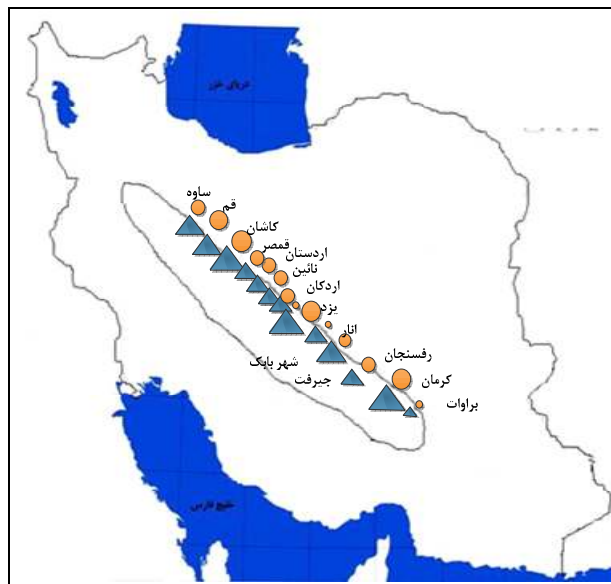 دریای خزر
ساوه
قم
کاشان
قمصر
اردستان
نائین
اردکان
یزد
انار
رفسنجان
شهر بابک
کرمان
جیرفت
براوات
خلیج فارس